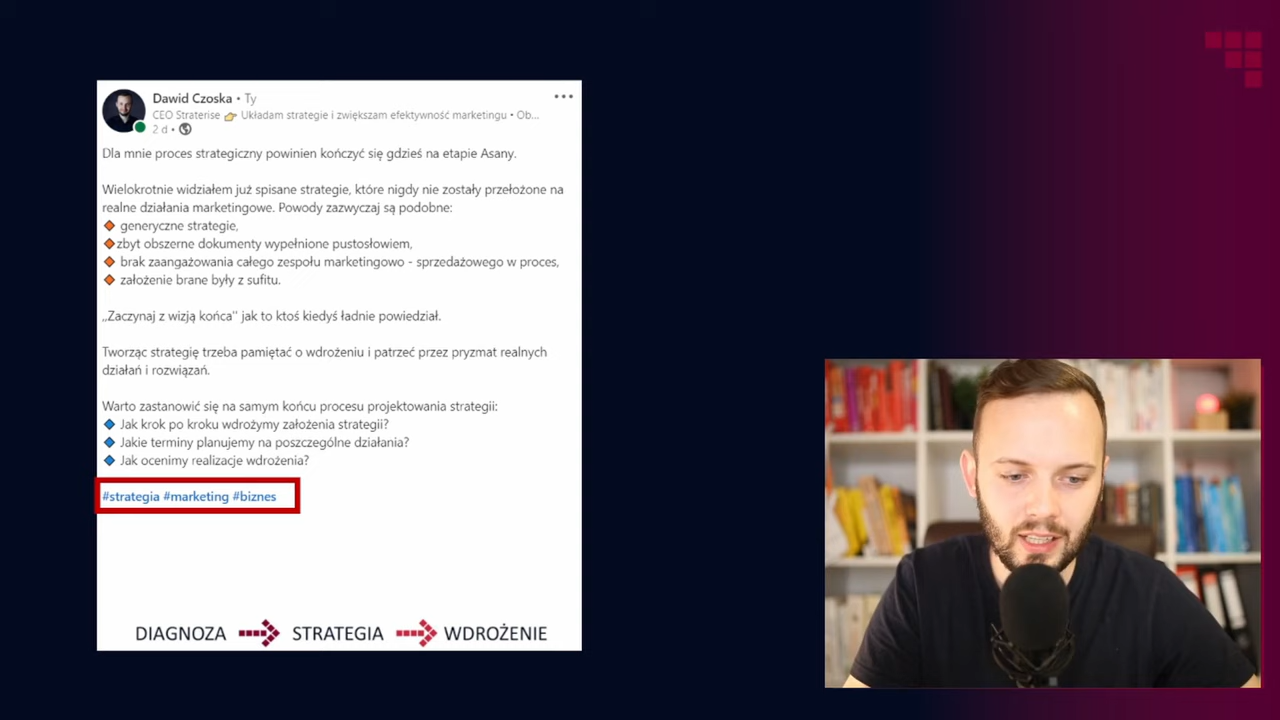 Dawid Czoska • Ty
CEO Straterise 👉 Układam strategie i zwiększam efektywność marketingu • Ob...
2 d •
Dla mnie proces strategiczny powinien kończyć się gdzieś na etapie Asany.
Wielokrotnie widziałem już spisane strategie, które nigdy nie zostały przełożone na
realne działania marketingowe. Powody zazwyczaj są podobne:
🔸 generyczne strategie,
🔸zbyt obszerne dokumenty wypełnione pustosłowiem,
🔸 brak zaangażowania całego zespołu marketingowo - sprzedażowego w proces,
🔸 założenie brane były z sufitu.
„Zaczynaj z wizją końca" jak to ktoś kiedyś ładnie powiedział.
Tworząc strategię trzeba pamiętać o wdrożeniu i patrzeć przez pryzmat realnych
działań i rozwiązań.
Warto zastanowić się na samym końcu procesu projektowania strategii:
🔹 Jak krok po kroku wdrożymy założenia strategii?
🔹 Jakie terminy planujemy na poszczególne działania?
🔹 Jak ocenimy realizacje wdrożenia?
#strategia #marketing #biznes
DIAGNOZA STRATEGIA WDROŻENIE